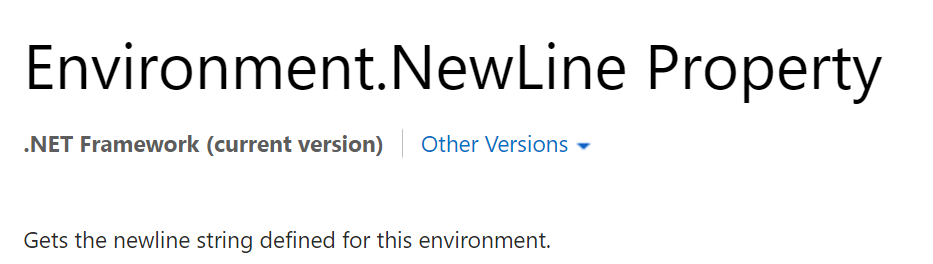 Environment.NewLine Property
.NET Framework (current version) Other Versions
Gets the newline string defined for this environment.